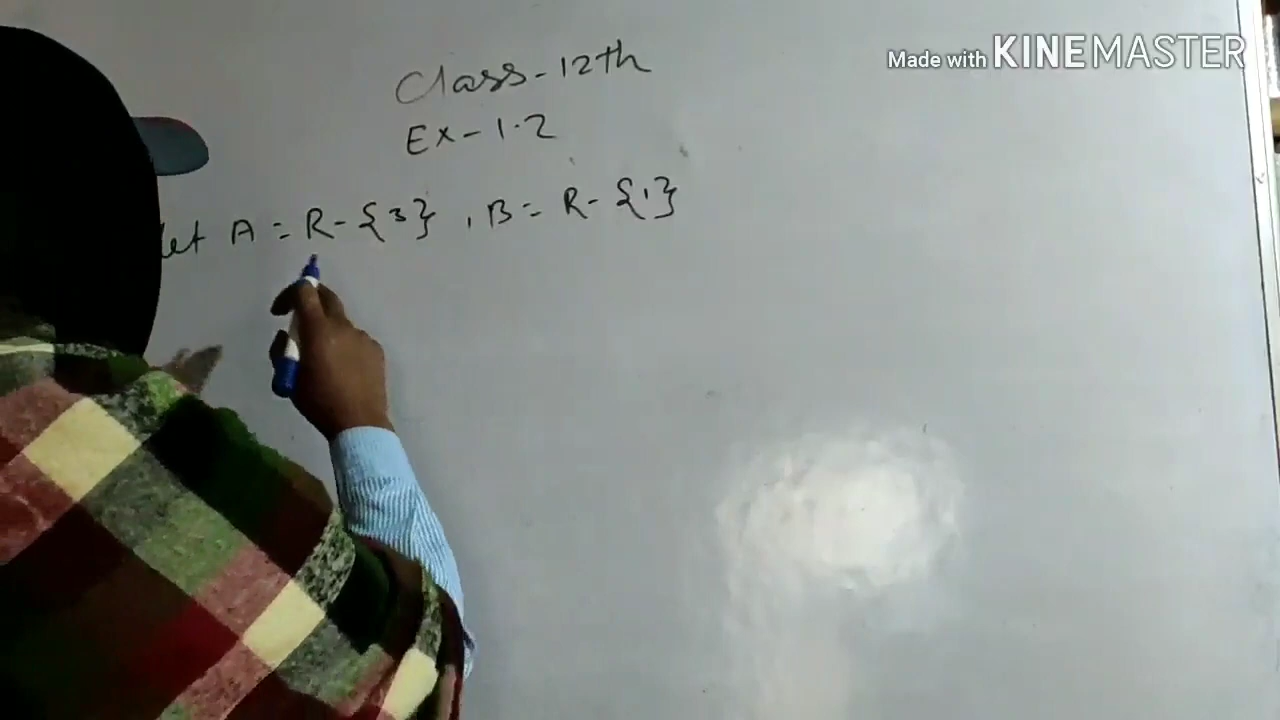 Made with KINEMASTER
Class-12th
Ex-1.2
let A = R-{3}, B = R-{1}